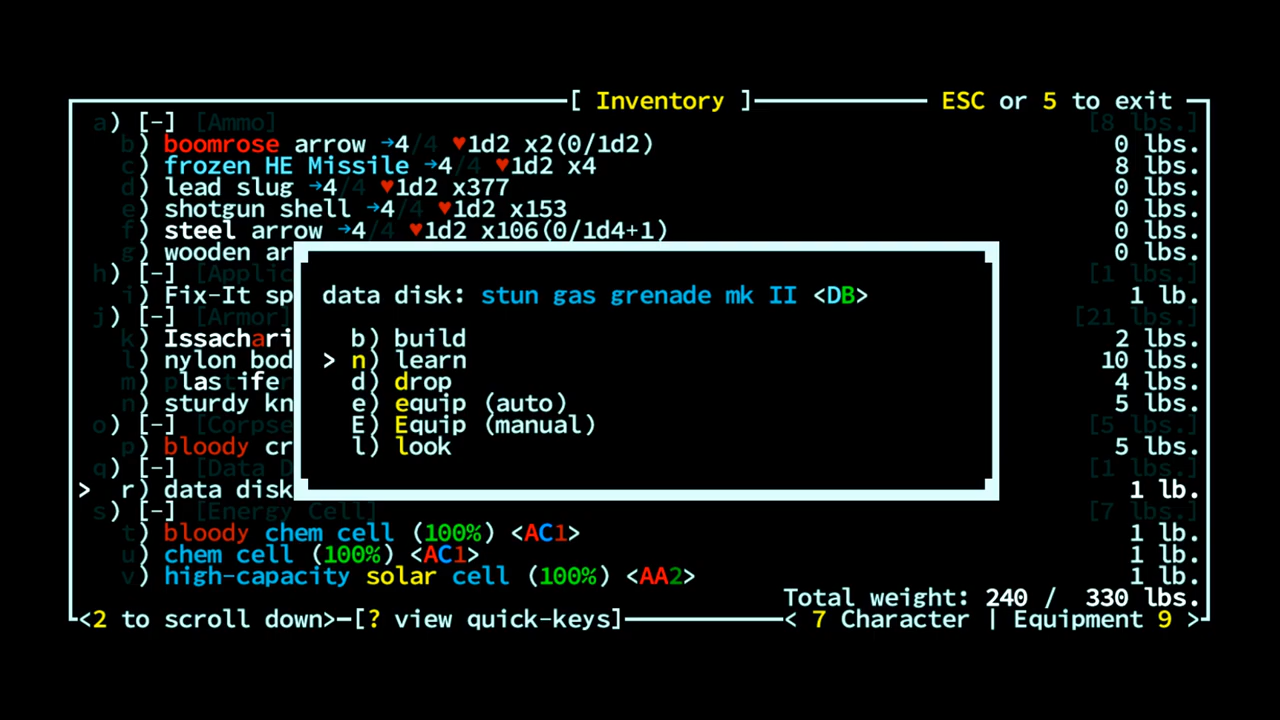 [ Inventory ] ESC or 5 to exit
a) [-] [Ammo] [8 lbs.]
b) boomrose arrow →4/4 ♥1d2 x2(0/1d2) 0 lbs.
c) frozen HE Missile →4/4 ♥1d2 x4 8 lbs.
d) lead slug →4/4 ♥1d2 x377 0 lbs.
e) shotgun shell →4/4 ♥1d2 x153 0 lbs.
f) steel arrow →4/4 ♥1d2 x106(0/1d4+1) 0 lbs.
g) wooden ar 0 lbs.
h) [-] [Applic [1 lbs.]
i) Fix-It sp 1 lb.
data disk: stun gas grenade mk II <DB>
j) [-] [Armor] [21 lbs.]
k) Issachari 2 lbs.
b) build
l) nylon bod 10 lbs.
> n) learn
m) plastifer 4 lbs.
d) drop
n) sturdy kn 5 lbs.
e) equip (auto)
o) [-] [Corpse [5 lbs.]
E) Equip (manual)
p) bloody cr 5 lbs.
l) look
q) [-] [Data D [1 lbs.]
> r) data disk 1 lb.
s) [-] [Energy Cell] [7 lbs.]
t) bloody chem cell (100%) <AC1> 1 lb.
u) chem cell (100%) <AC1> 1 lb.
v) high-capacity solar cell (100%) <AA2> 1 lb.
Total weight: 240 / 330 lbs.
<2 to scroll down> [? view quick-keys] < 7 Character | Equipment 9 >